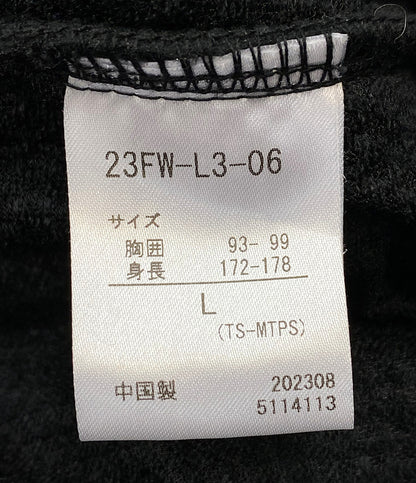 23FW-L3-06
サイズ
胸囲 93- 99
身長 172-178
L
(TS-MTPS)
中国製 202308
5114113